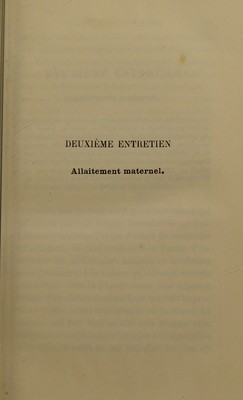 DEUXIÈME ENTRETIEN
Allaitement maternel.